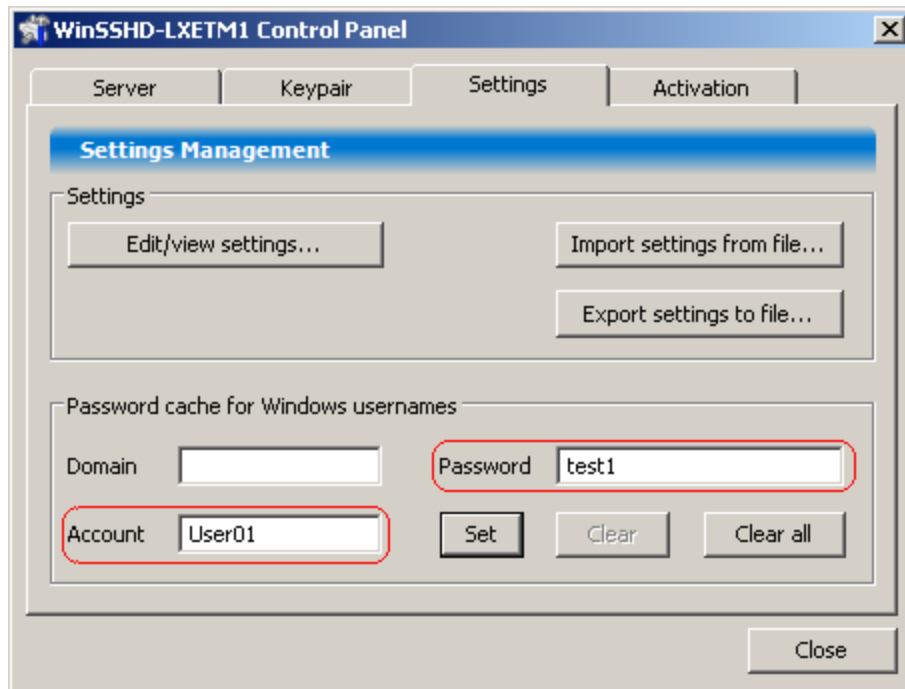 WinSSHD-LXETM1 Control Panel
Server Keypair Settings Activation
Settings Management
Settings
Edit/view settings... Import settings from file...
Export settings to file...
Password cache for Windows usernames
Domain Password test1
Account User01 Set Clear Clear all
Close